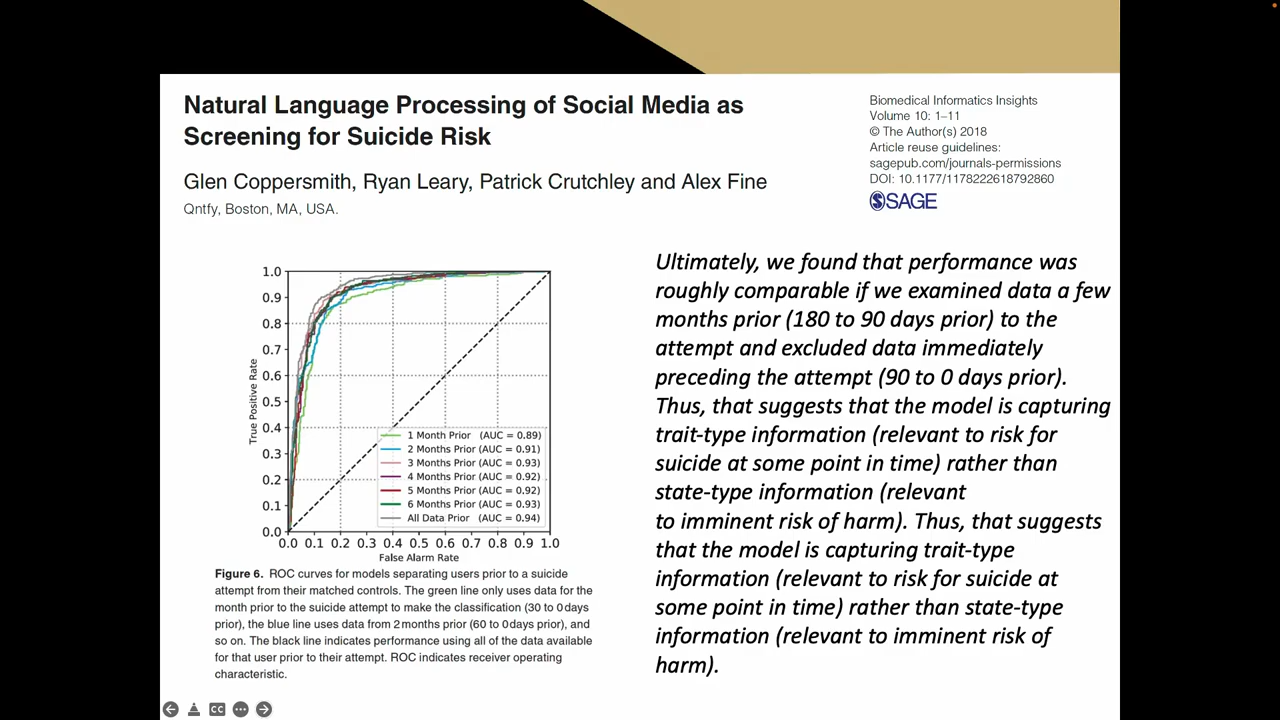 Natural Language Processing of Social Media as
Screening for Suicide Risk
Glen Coppersmith, Ryan Leary, Patrick Crutchley and Alex Fine
Qntfy, Boston, MA, USA.
Biomedical Informatics Insights
Volume 10: 1–11
© The Author(s) 2018
Article reuse guidelines:
sagepub.com/journals-permissions
DOI: 10.1177/1178222618792860
SAGE
1.0
0.9
0.8
0.7
0.6
0.5
0.4
0.3
0.2
0.1
0.0
True Positive Rate
1 Month Prior (AUC = 0.89)
2 Months Prior (AUC = 0.91)
3 Months Prior (AUC = 0.93)
4 Months Prior (AUC = 0.92)
5 Months Prior (AUC = 0.92)
6 Months Prior (AUC = 0.93)
All Data Prior (AUC = 0.94)
0.0 0.1 0.2 0.3 0.4 0.5 0.6 0.7 0.8 0.9 1.0
False Alarm Rate
Figure 6. ROC curves for models separating users prior to a suicide
attempt from their matched controls. The green line only uses data for the
month prior to the suicide attempt to make the classification (30 to 0 days
prior), the blue line uses data from 2 months prior (60 to 0 days prior), and
so on. The black line indicates performance using all of the data available
for that user prior to their attempt. ROC indicates receiver operating
characteristic.
Ultimately, we found that performance was
roughly comparable if we examined data a few
months prior (180 to 90 days prior) to the
attempt and excluded data immediately
preceding the attempt (90 to 0 days prior).
Thus, that suggests that the model is capturing
trait-type information (relevant to risk for
suicide at some point in time) rather than
state-type information (relevant
to imminent risk of harm). Thus, that suggests
that the model is capturing trait-type
information (relevant to risk for suicide at
some point in time) rather than state-type
information (relevant to imminent risk of
harm).
CC